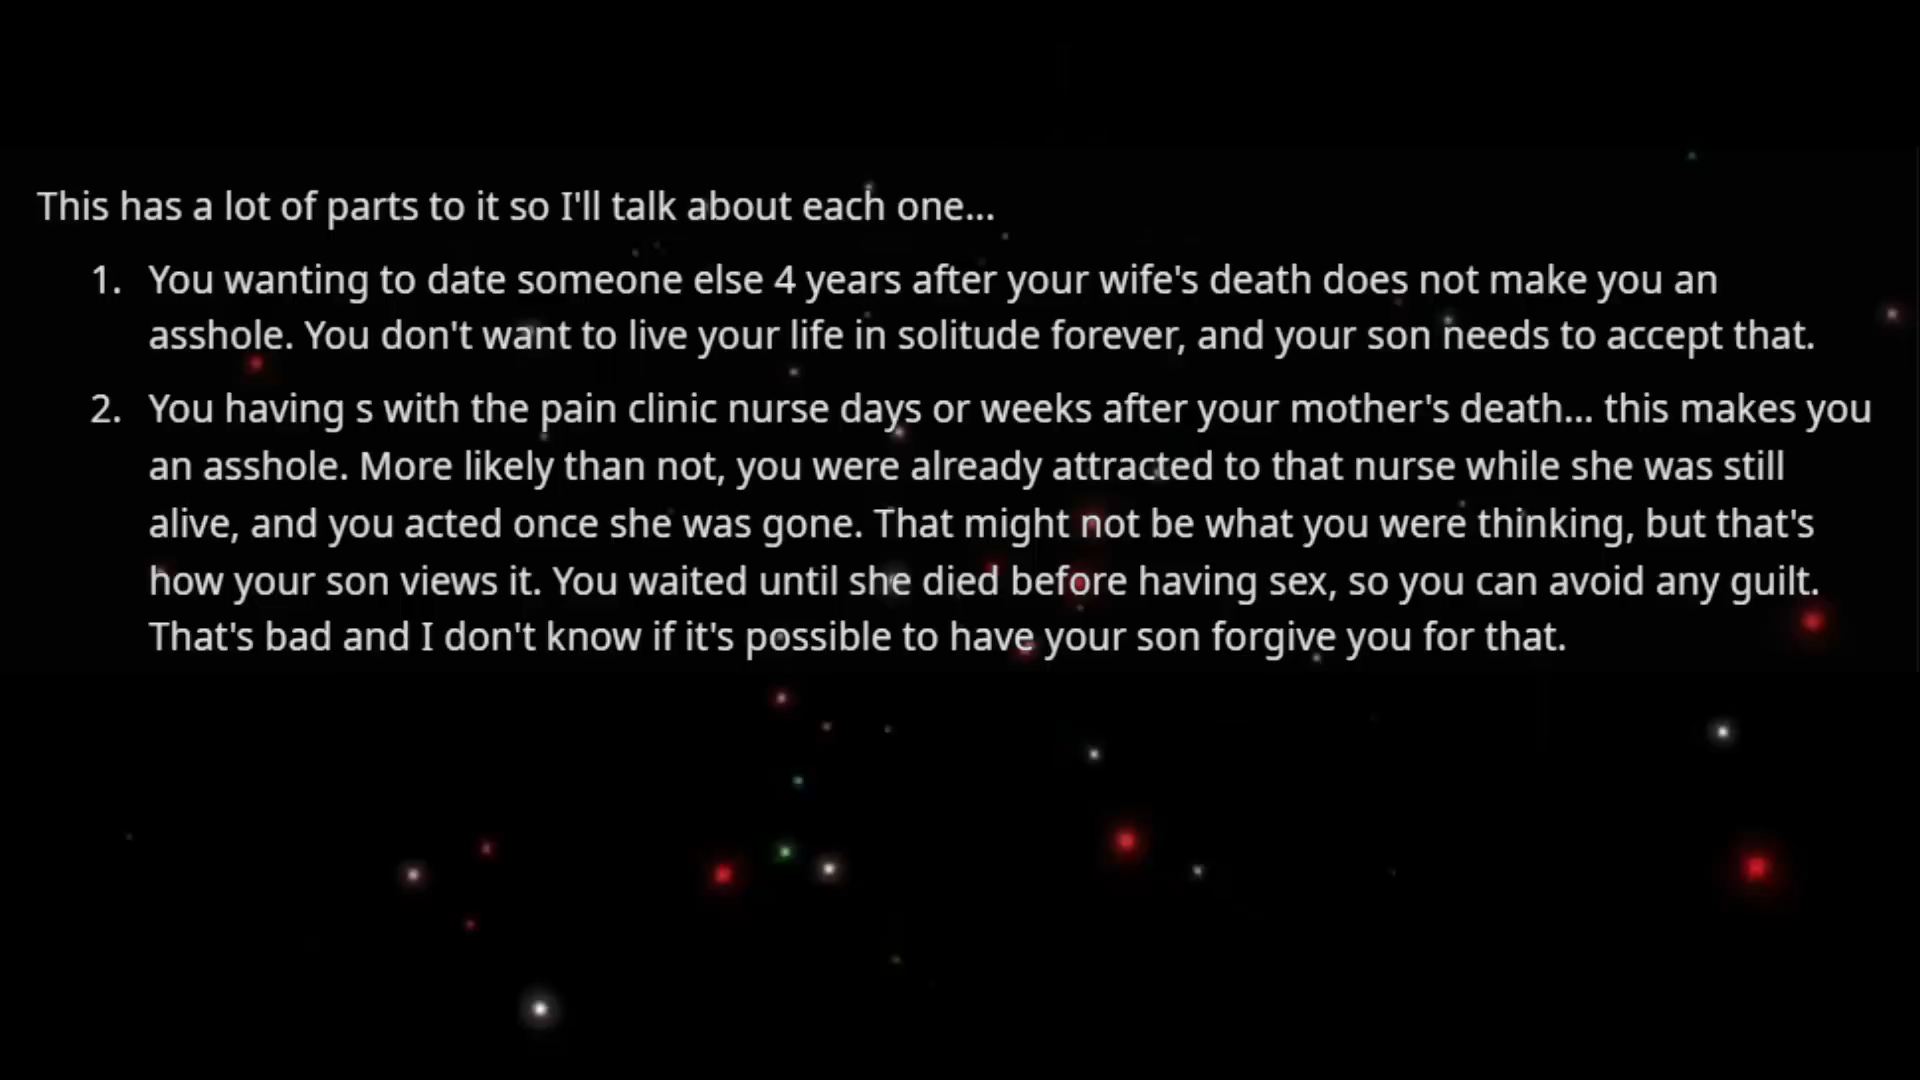 This has a lot of parts to it so I'll talk about each one...
1. You wanting to date someone else 4 years after your wife's death does not make you an
asshole. You don't want to live your life in solitude forever, and your son needs to accept that.
2. You having s with the pain clinic nurse days or weeks after your mother's death... this makes you
an asshole. More likely than not, you were already attracted to that nurse while she was still
alive, and you acted once she was gone. That might not be what you were thinking, but that's
how your son views it. You waited until she died before having sex, so you can avoid any guilt.
That's bad and I don't know if it's possible to have your son forgive you for that.